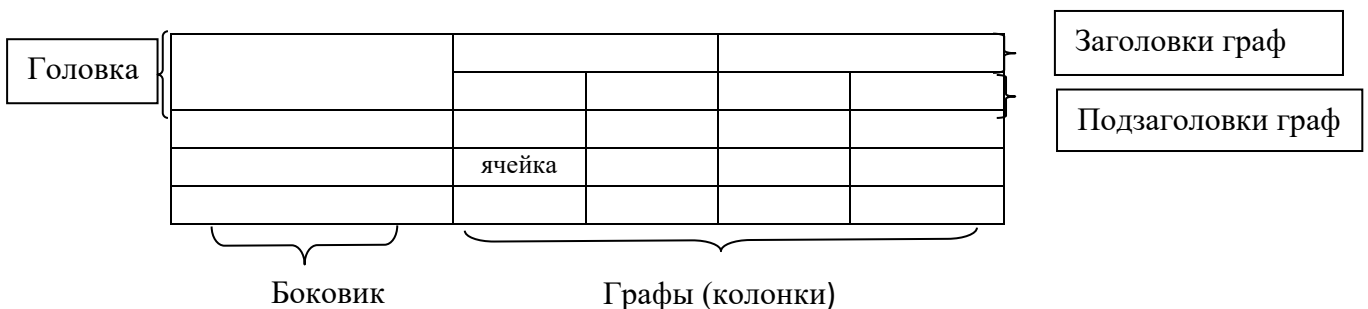 Заголовки граф
Головка
Подзаголовки граф
ячейка
Боковик
Графы (колонки)